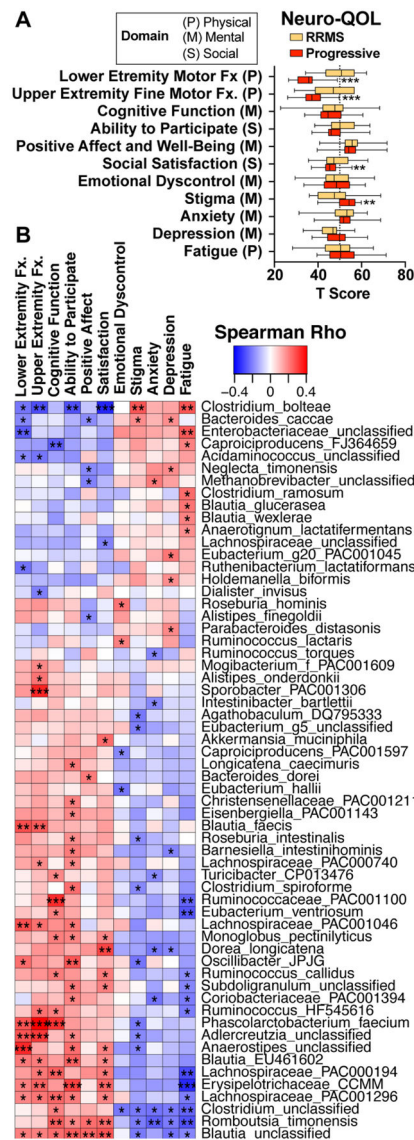 A
Domain
(P) Physical
(M) Mental
(S) Social
Neuro-QOL
RRMS
Progressive
Lower Etremity Motor Fx (P)
***
Upper Extremity Fine Motor Fx. (P)
***
Cognitive Function (M)
Ability to Participate (S)
Positive Affect and Well-Being (M)
Social Satisfaction (S)
**
Emotional Dyscontrol (M)
Stigma (M)
**
Anxiety (M)
Depression (M)
Fatigue (P)
20 40 60 80
T Score
B
Lower Extremity Fx.
Upper Extremity Fx.
Cognitive Function
Ability to Participate
Positive Affect
Satisfaction
Emotional Dyscontrol
Stigma
Anxiety
Depression
Fatigue
Spearman Rho
−0.4 0 0.4
Clostridium_bolteae
Bacteroides_caccae
Enterobacteriaceae_unclassified
Caproiciproducens_FJ364659
Acidaminococcus_unclassified
Neglecta_timonensis
Methanobrevibacter_unclassified
Clostridium_ramosum
Blautia_glucerasea
Blautia_wexlerae
Anaerotignum_lactatifermentans
Lachnospiraceae_unclassified
Eubacterium_g20_PAC001045
Ruthenibacterium_lactatiformans
Holdemanella_biformis
Dialister_invisus
Roseburia_hominis
Alistipes_finegoldii
Parabacteroides_distasonis
Ruminococcus_lactaris
Ruminococcus_torques
Mogibacterium_f_PAC001609
Alistipes_onderdonkii
Sporobacter_PAC001306
Intestinibacter_bartlettii
Agathobaculum_DQ795333
Eubacterium_g5_unclassified
Akkermansia_muciniphila
Caproiciproducens_PAC001597
Longicatena_caecimuris
Bacteroides_dorei
Eubacterium_hallii
Christensenellaceae_PAC001211
Eisenbergiella_PAC001143
Blautia_faecis
Roseburia_intestinalis
Barnesiella_intestinihominis
Lachnospiraceae_PAC000740
Turicibacter_CP013476
Clostridium_spiroforme
Ruminococcaceae_PAC001100
Eubacterium_ventriosum
Lachnospiraceae_PAC001046
Monoglobus_pectinilyticus
Dorea_longicatena
Oscillibacter_JPJG
Ruminococcus_callidus
Subdoligranulum_unclassified
Coriobacteriaceae_PAC001394
Ruminococcus_HF545616
Phascolarctobacterium_faecium
Adlercreutzia_unclassified
Anaerostipes_unclassified
Blautia_EU461602
Lachnospiraceae_PAC000194
Erysipelotrichaceae_CCMM
Lachnospiraceae_PAC001296
Clostridium_unclassified
Romboutsia_timonensis
Blautia_unclassified